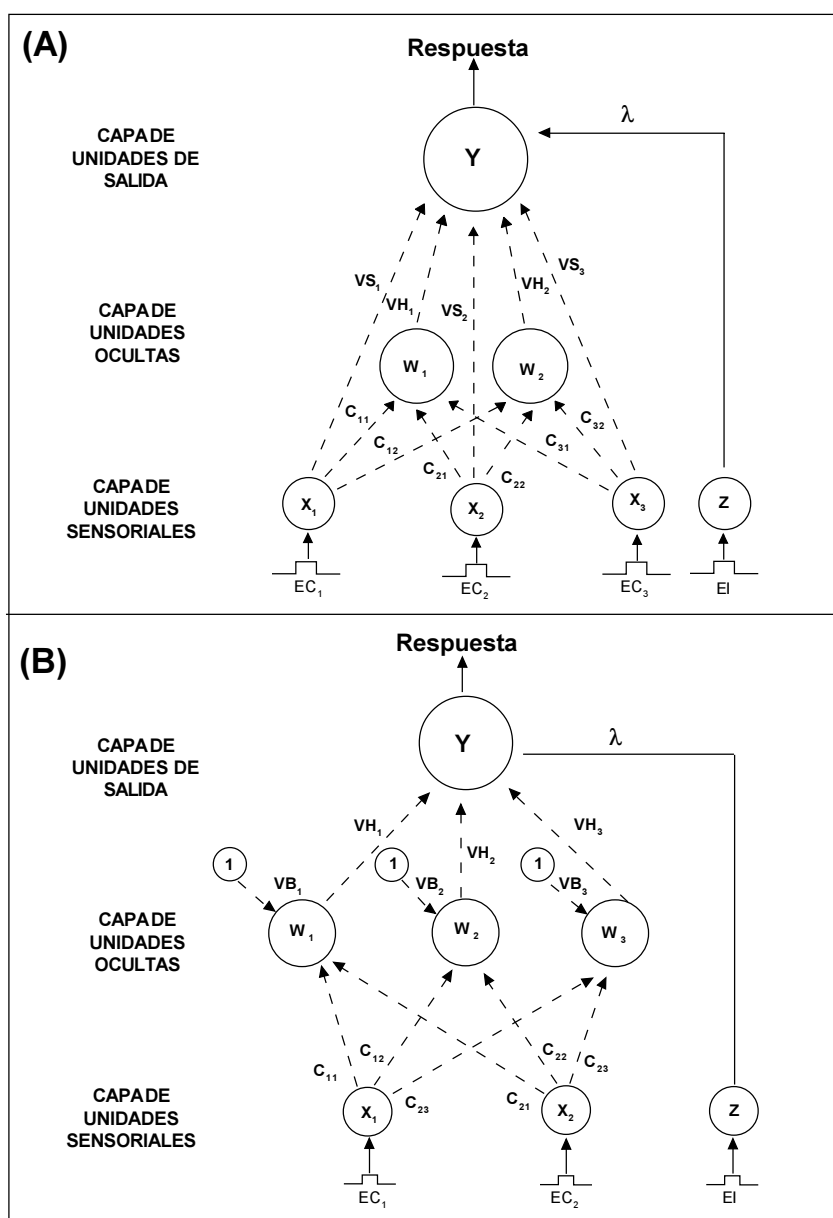 (A)
Respuesta
λ
CAPA DE
UNIDADES DE
SALIDA
Y
VS₁
VH₁
VS₂
VH₂
VS₃
CAPA DE
UNIDADES
OCULTAS
W₁
W₂
C₁₁
C₁₂
C₂₁
C₂₂
C₃₁
C₃₂
CAPA DE
UNIDADES
SENSORIALES
X₁
X₂
X₃
Z
EC₁
EC₂
EC₃
EI
(B)
Respuesta
λ
CAPA DE
UNIDADES DE
SALIDA
Y
VH₁
VH₂
VH₃
1
1
1
VB₁
VB₂
VB₃
CAPA DE
UNIDADES
OCULTAS
W₁
W₂
W₃
C₁₁
C₁₂
C₂₃
C₂₁
C₂₂
C₂₃
CAPA DE
UNIDADES
SENSORIALES
X₁
X₂
Z
EC₁
EC₂
EI